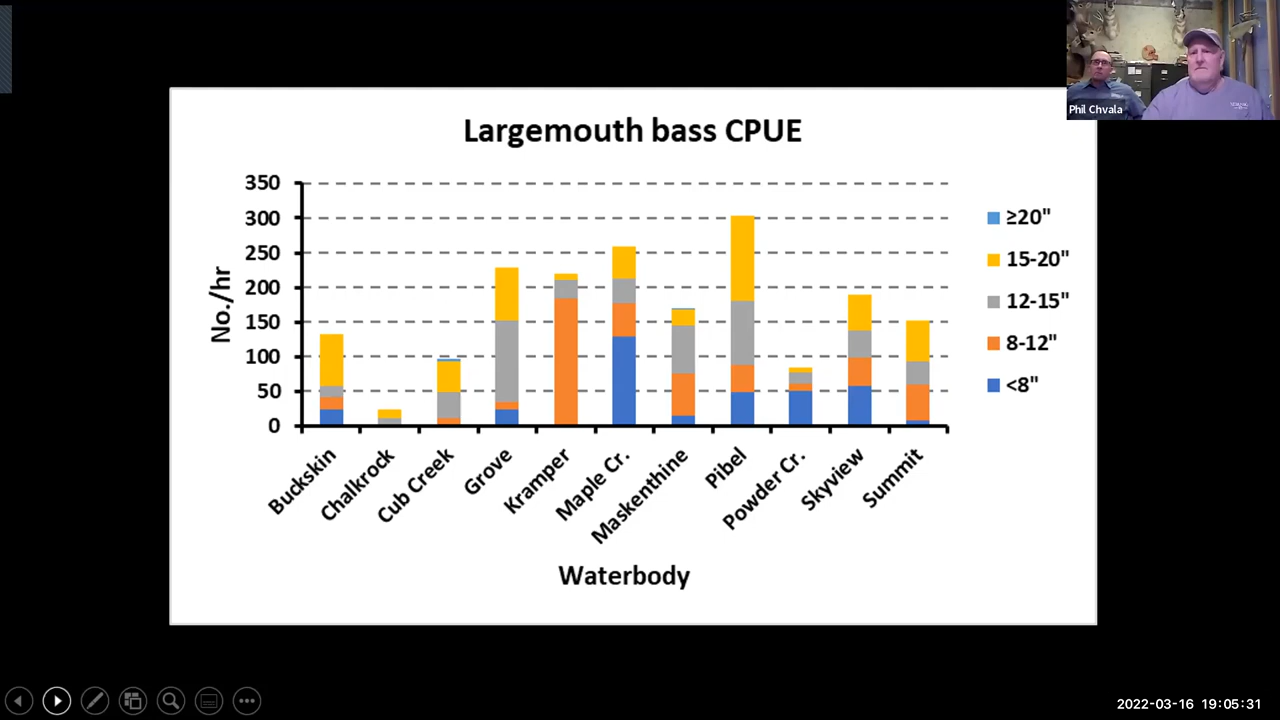 Phil Chvala
Largemouth bass CPUE
350
300
250
200
150
100
50
0
No./hr
Buckskin
Chalkrock
Cub Creek
Grove
Kramper
Maple Cr.
Maskenthine
Pibel
Powder Cr.
Skyview
Summit
Waterbody
≥20"
15-20"
12-15"
8-12"
<8"
2022-03-16 19:05:31